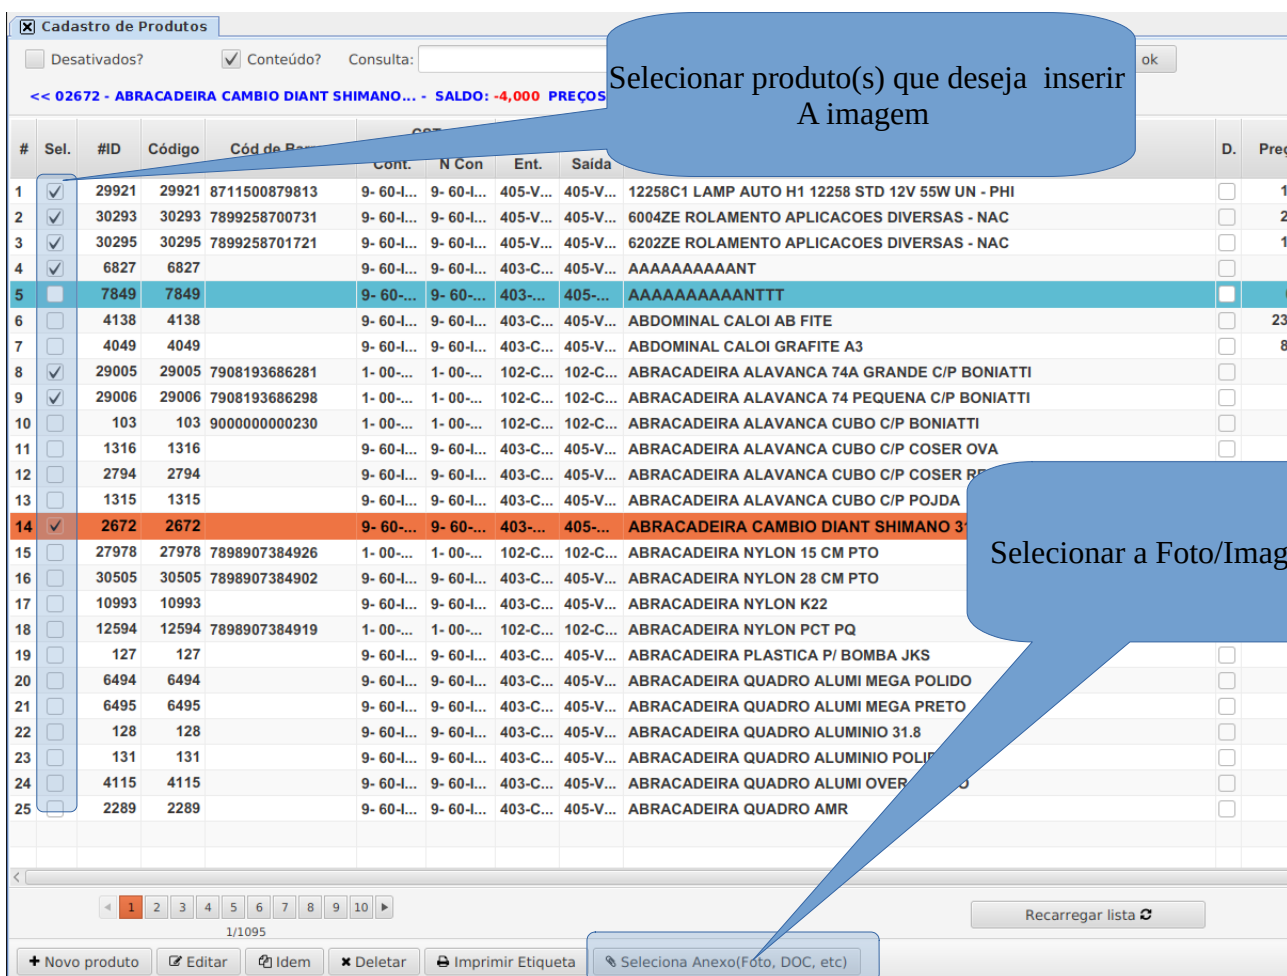 Cadastro de Produtos
Desativados? Conteúdo? Consulta: ok
Selecionar produto(s) que deseja inserir
A imagem
<< 02672 - ABRACADEIRA CAMBIO DIANT SHIMANO... - SALDO: -4,000 PREÇOS
# Sel. #ID Código Cód de Barr D. Preç
Cont. N Con Ent. Saída
1 29921 29921 8711500879813 9- 60-I... 9- 60-I... 405-V... 405-V... 12258C1 LAMP AUTO H1 12258 STD 12V 55W UN - PHI 1
2 30293 30293 7899258700731 9- 60-I... 9- 60-I... 405-V... 405-V... 6004ZE ROLAMENTO APLICACOES DIVERSAS - NAC 2
3 30295 30295 7899258701721 9- 60-I... 9- 60-I... 405-V... 405-V... 6202ZE ROLAMENTO APLICACOES DIVERSAS - NAC 1
4 6827 6827 9- 60-I... 9- 60-I... 403-C... 405-V... AAAAAAAAAANT
5 7849 7849 9- 60-... 9- 60-... 403-... 405-... AAAAAAAAAANTTT
6 4138 4138 9- 60-I... 9- 60-I... 403-C... 405-V... ABDOMINAL CALOI AB FITE 23
7 4049 4049 9- 60-I... 9- 60-I... 403-C... 405-V... ABDOMINAL CALOI GRAFITE A3 8
8 29005 29005 7908193686281 1- 00-... 1- 00-... 102-C... 102-C... ABRACADEIRA ALAVANCA 74A GRANDE C/P BONIATTI
9 29006 29006 7908193686298 1- 00-... 1- 00-... 102-C... 102-C... ABRACADEIRA ALAVANCA 74 PEQUENA C/P BONIATTI
10 103 103 9000000000230 1- 00-... 1- 00-... 102-C... 102-C... ABRACADEIRA ALAVANCA CUBO C/P BONIATTI
11 1316 1316 9- 60-I... 9- 60-I... 403-C... 405-V... ABRACADEIRA ALAVANCA CUBO C/P COSER OVA
12 2794 2794 9- 60-I... 9- 60-I... 403-C... 405-V... ABRACADEIRA ALAVANCA CUBO C/P COSER
13 1315 1315 9- 60-I... 9- 60-I... 403-C... 405-V... ABRACADEIRA ALAVANCA CUBO C/P POJDA
14 2672 2672 9- 60-... 9- 60-... 403-... 405-... ABRACADEIRA CAMBIO DIANT SHIMANO
Selecionar a Foto/Imag
15 27978 27978 7898907384926 1- 00-... 1- 00-... 102-C... 102-C... ABRACADEIRA NYLON 15 CM PTO
16 30505 30505 7898907384902 9- 60-I... 9- 60-I... 403-C... 405-V... ABRACADEIRA NYLON 28 CM PTO
17 10993 10993 9- 60-I... 9- 60-I... 403-C... 405-V... ABRACADEIRA NYLON K22
18 12594 12594 7898907384919 1- 00-... 1- 00-... 102-C... 102-C... ABRACADEIRA NYLON PCT PQ
19 127 127 9- 60-I... 9- 60-I... 403-C... 405-V... ABRACADEIRA PLASTICA P/ BOMBA JKS
20 6494 6494 9- 60-I... 9- 60-I... 403-C... 405-V... ABRACADEIRA QUADRO ALUMI MEGA POLIDO
21 6495 6495 9- 60-I... 9- 60-I... 403-C... 405-V... ABRACADEIRA QUADRO ALUMI MEGA PRETO
22 128 128 9- 60-I... 9- 60-I... 403-C... 405-V... ABRACADEIRA QUADRO ALUMINIO 31.8
23 131 131 9- 60-I... 9- 60-I... 403-C... 405-V... ABRACADEIRA QUADRO ALUMINIO
24 4115 4115 9- 60-I... 9- 60-I... 403-C... 405-V... ABRACADEIRA QUADRO ALUMI OVER
25 2289 2289 9- 60-I... 9- 60-I... 403-C... 405-V... ABRACADEIRA QUADRO AMR
1 2 3 4 5 6 7 8 9 10
1/1095
Recarregar lista
Novo produto Editar Idem Deletar Imprimir Etiqueta Seleciona Anexo(Foto, DOC, etc)